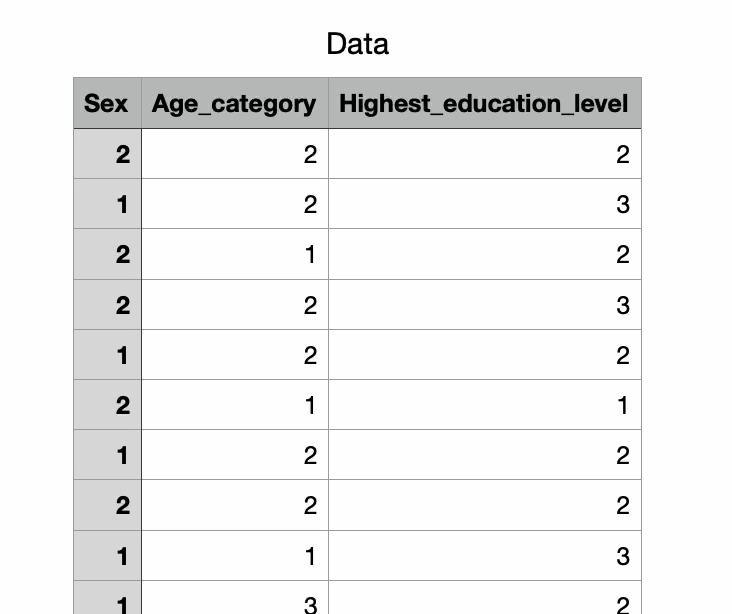 Data
Sex Age_category Highest_education_level
2 2 2
1 2 3
2 1 2
2 2 3
1 2 2
2 1 1
1 2 2
2 2 2
1 1 3
1 3 2